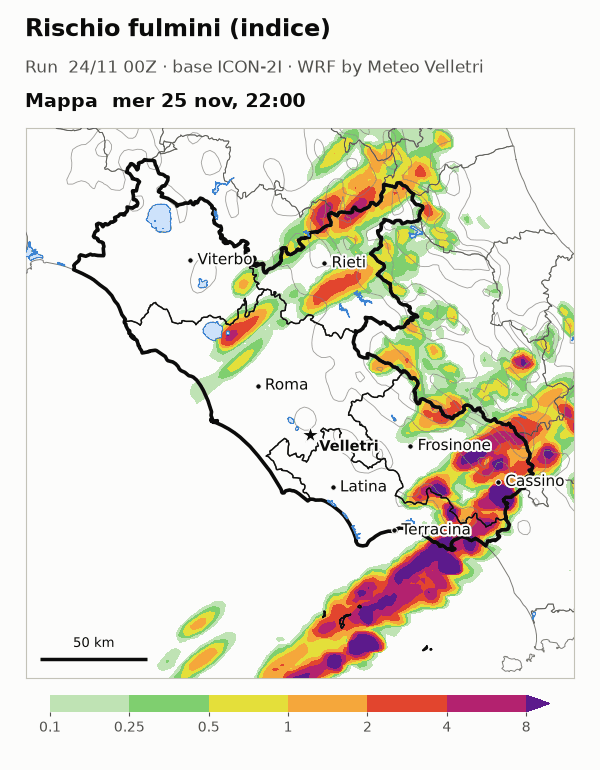 Rischio fulmini (indice)
Run  24/11 00Z · base ICON-2I · WRF by Meteo Velletri
Mappa  mer 25 nov, 22:00
Viterbo
Rieti
Roma
Velletri
Frosinone
Cassino
Latina
Terracina
50 km
0.1 0.25 0.5 1 2 4 8